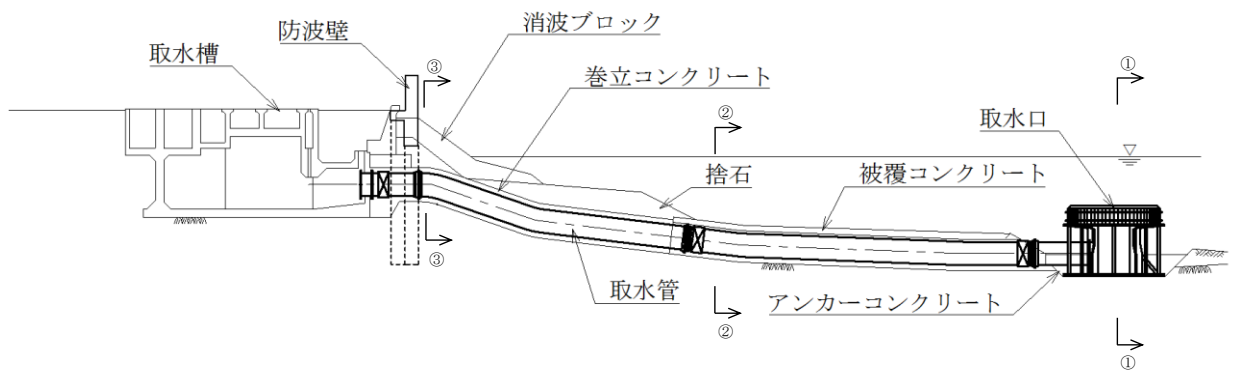 消波ブロック
防波壁
取水槽
③
①
巻立コンクリート
②
取水口
捨石
被覆コンクリート
③
取水管
アンカーコンクリート
②
①